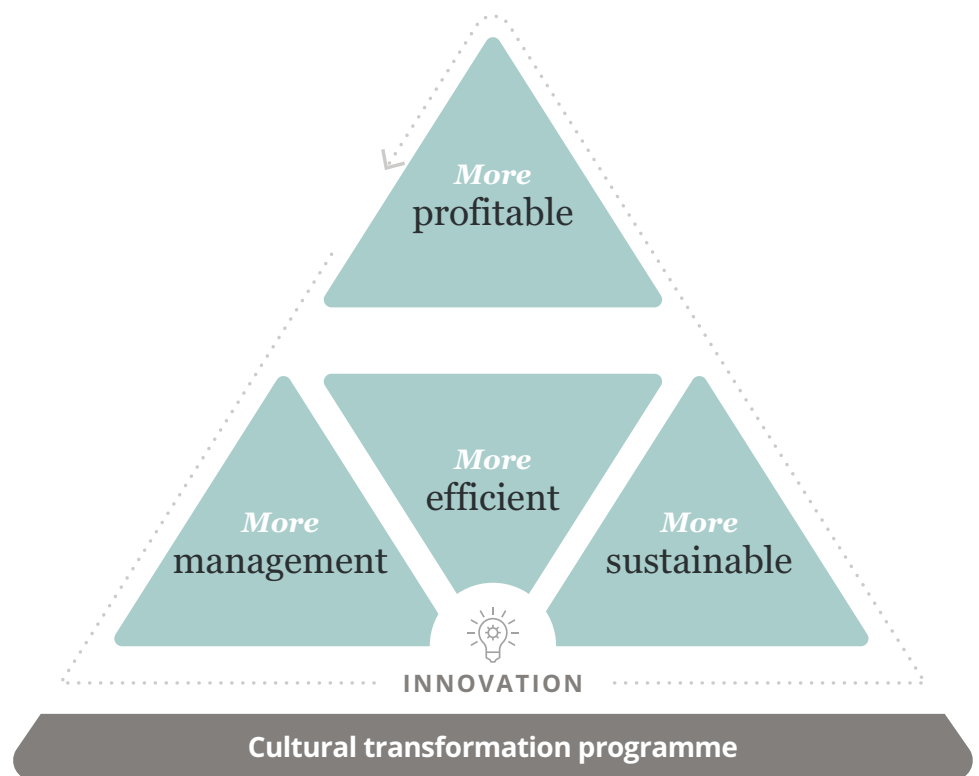 More
profitable
More
efficient
More
management
More
sustainable
INNOVATION
Cultural transformation programme